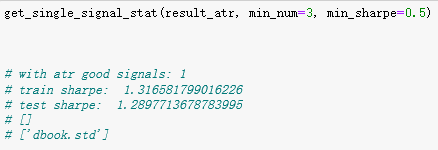 get_single_signal_stat(result_atr, min_num=3, min_sharpe=0.5)
# with atr good signals: 1
# train sharpe:  1.316581799016226
# test sharpe:  1.2897713678783995
# []
# ['dbook.std']